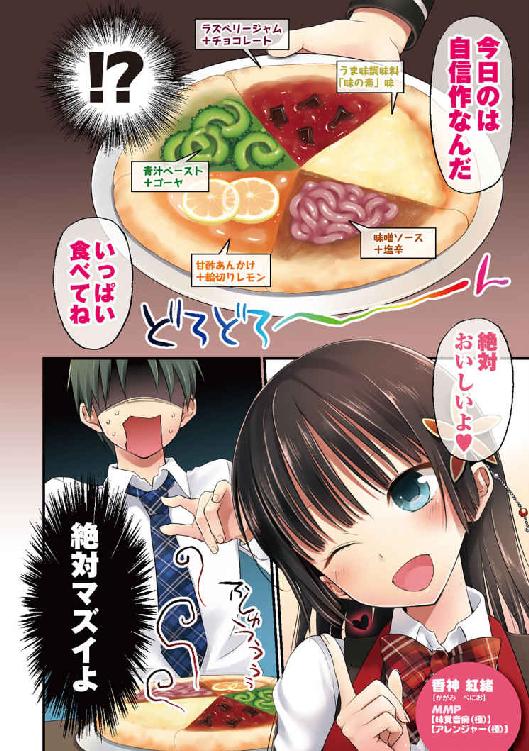 今日のは
自信作なんだ
ラズベリージャム
+チョコレート
うま味調味料
「味の素」味
!?
青汁ペースト
+ゴーヤ
味噌ソース
+塩辛
甘酢あんかけ
+輪切りレモン
いっぱい
食べてね
どろどろ〜ん
絶対
おいしいよ♥
絶対マズイよ
ぷしゅうぅぅ
香神 紅緒
[かがみ べにお]
MMP
【味覚音痴(極)】
【アレンジャー(極)】